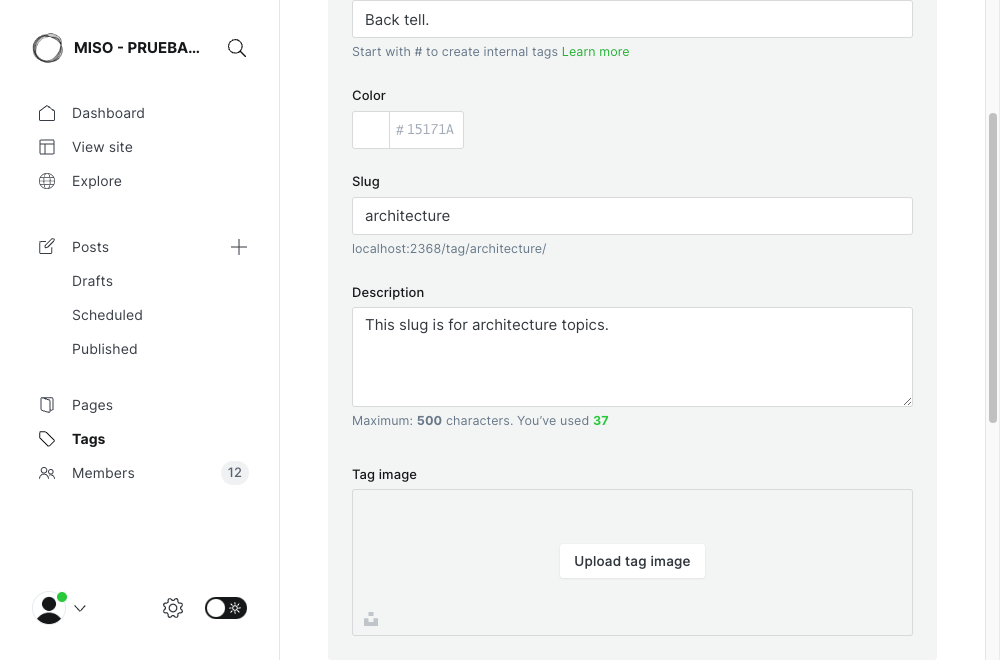 MISO - PRUEBA...
Dashboard
View site
Explore
Posts
Drafts
Scheduled
Published
Pages
Tags
Members
12
Back tell.
Start with # to create internal tags Learn more
Color
# 15171A
Slug
architecture
localhost:2368/tag/architecture/
Description
This slug is for architecture topics.
Maximum: 500 characters. You’ve used 37
Tag image
Upload tag image